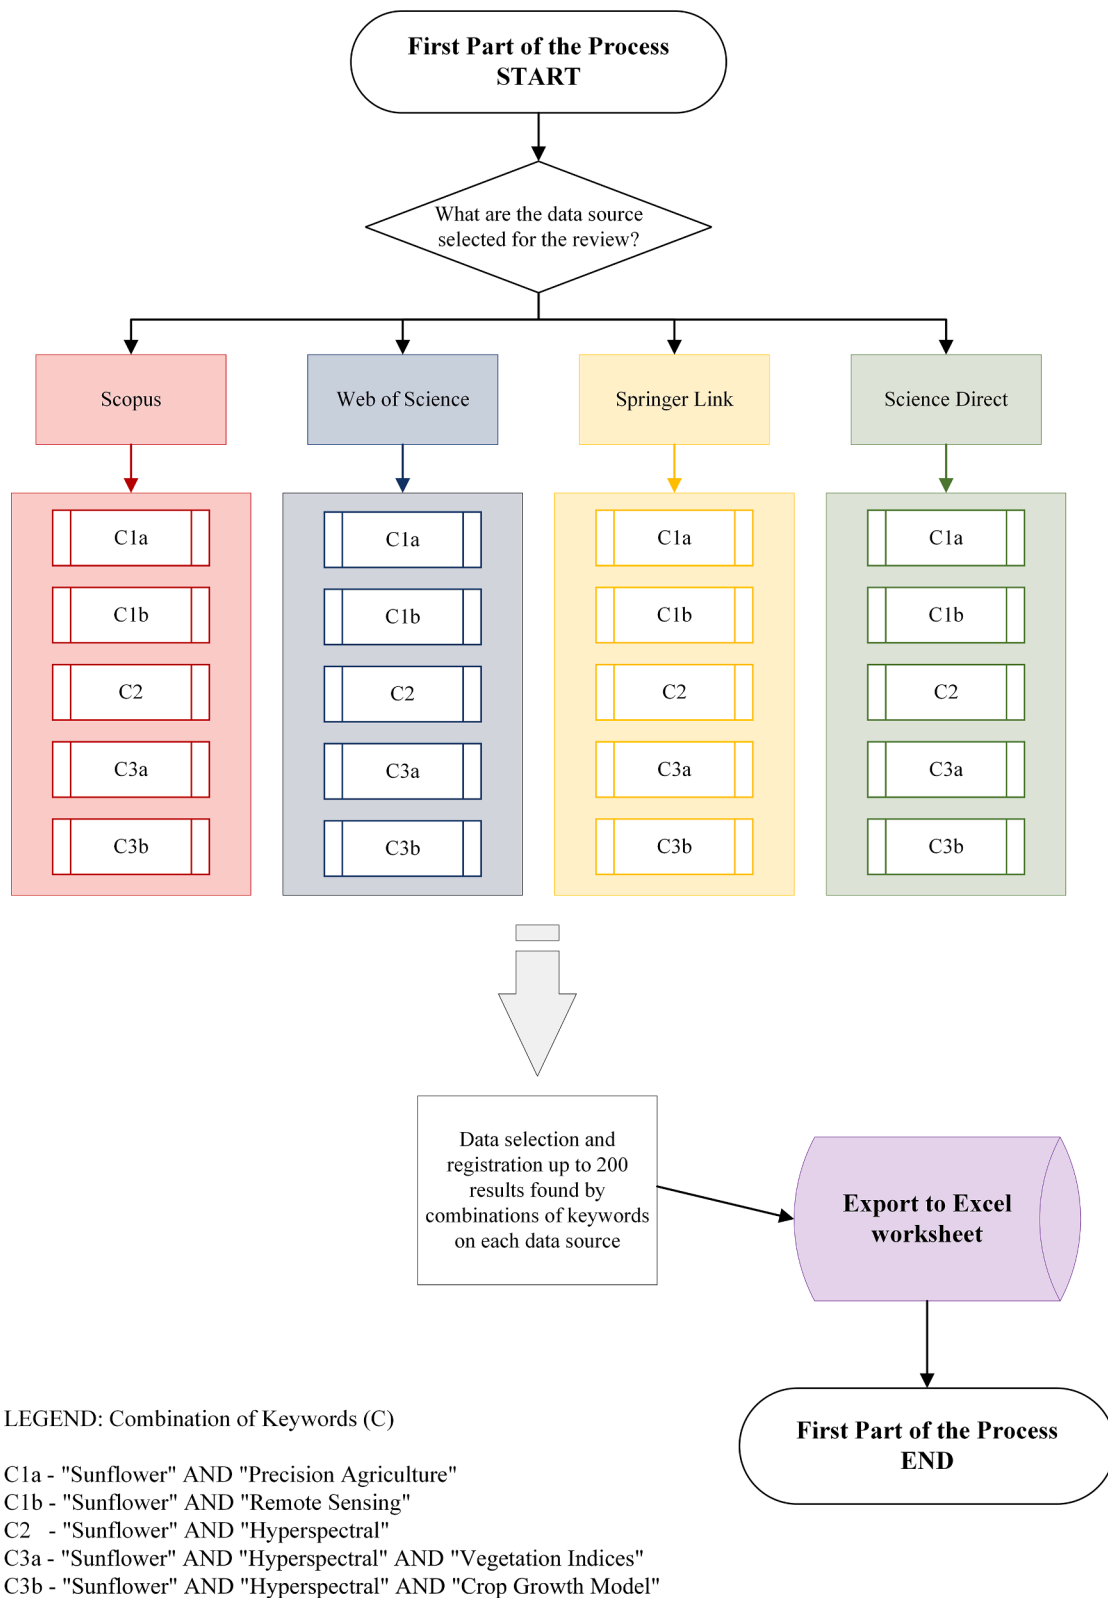 First Part of the Process
START
What are the data source
selected for the review?
Scopus
Web of Science
Springer Link
Science Direct
C1a
C1b
C2
C3a
C3b
C1a
C1b
C2
C3a
C3b
C1a
C1b
C2
C3a
C3b
C1a
C1b
C2
C3a
C3b
Data selection and
registration up to 200
results found by
combinations of keywords
on each data source
Export to Excel
worksheet
First Part of the Process
END
LEGEND: Combination of Keywords (C)
C1a - "Sunflower" AND "Precision Agriculture"
C1b - "Sunflower" AND "Remote Sensing"
C2 - "Sunflower" AND "Hyperspectral"
C3a - "Sunflower" AND "Hyperspectral" AND "Vegetation Indices"
C3b - "Sunflower" AND "Hyperspectral" AND "Crop Growth Model"